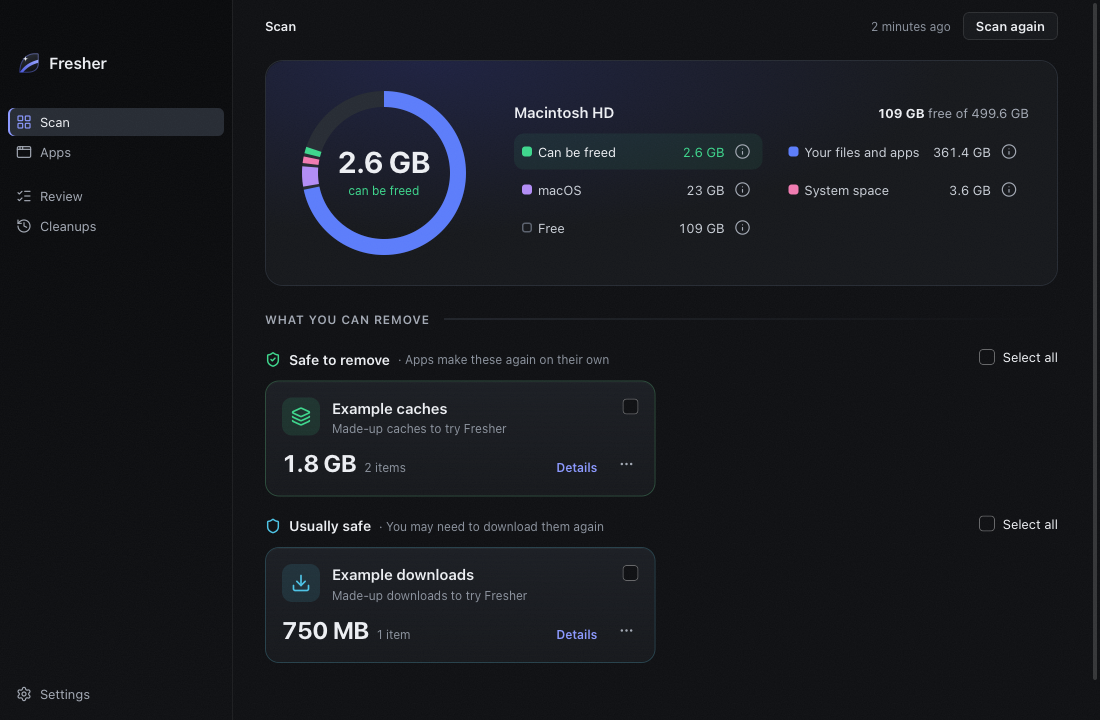 Fresher
Scan
Apps
Review
Cleanups
Settings
Scan
2 minutes ago
Scan again
2.6 GB
can be freed
Macintosh HD
109 GB free of 499.6 GB
Can be freed 2.6 GB
Your files and apps 361.4 GB
macOS 23 GB
System space 3.6 GB
Free 109 GB
WHAT YOU CAN REMOVE
Safe to remove · Apps make these again on their own
Select all
Example caches
Made-up caches to try Fresher
1.8 GB 2 items
Details
Usually safe · You may need to download them again
Select all
Example downloads
Made-up downloads to try Fresher
750 MB 1 item
Details